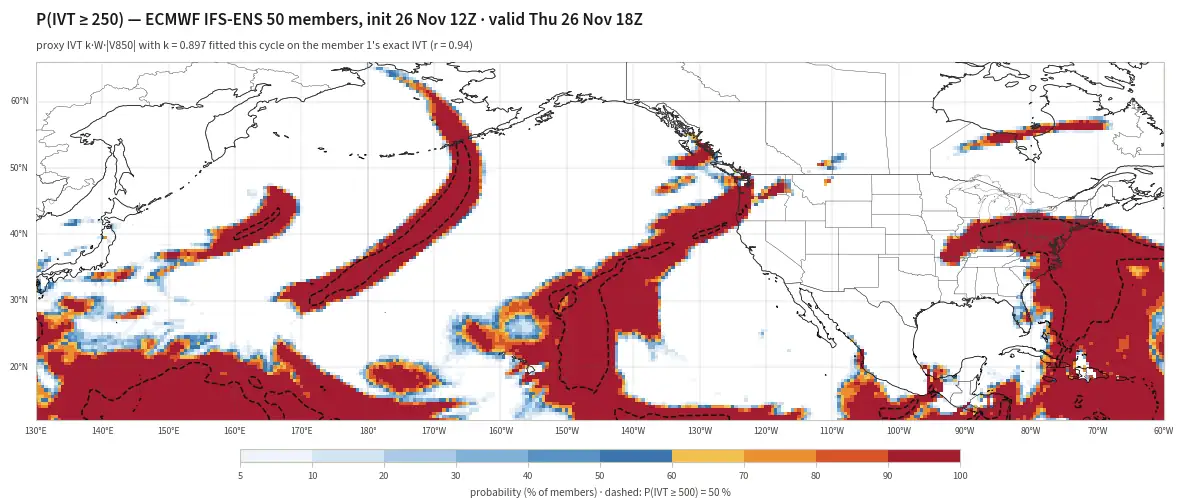 P(IVT ≥ 250) — ECMWF IFS-ENS 50 members, init 26 Nov 12Z · valid Thu 26 Nov 18Z
proxy IVT k·W·|V850| with k = 0.897 fitted this cycle on the member 1's exact IVT (r = 0.94)
60°N
50°N
40°N
30°N
20°N
130°E 140°E 150°E 160°E 170°E 180° 170°W 160°W 150°W 140°W 130°W 120°W 110°W 100°W 90°W 80°W 70°W 60°W
5 10 20 30 40 50 60 70 80 90 100
probability (% of members) · dashed: P(IVT ≥ 500) = 50 %